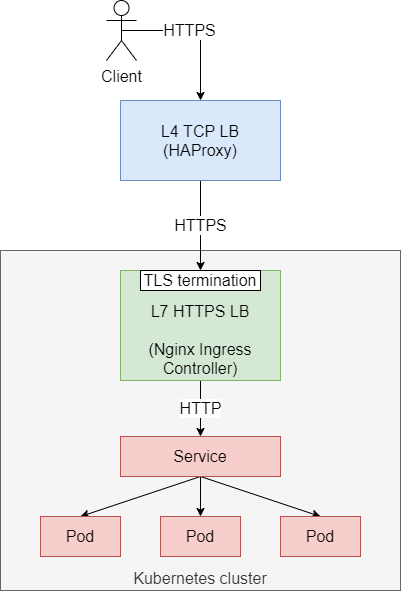 HTTPS
Client
L4 TCP LB
(HAProxy)
HTTPS
TLS termination
L7 HTTPS LB
(Nginx Ingress
Controller)
HTTP
Service
Pod
Pod
Pod
Kubernetes cluster